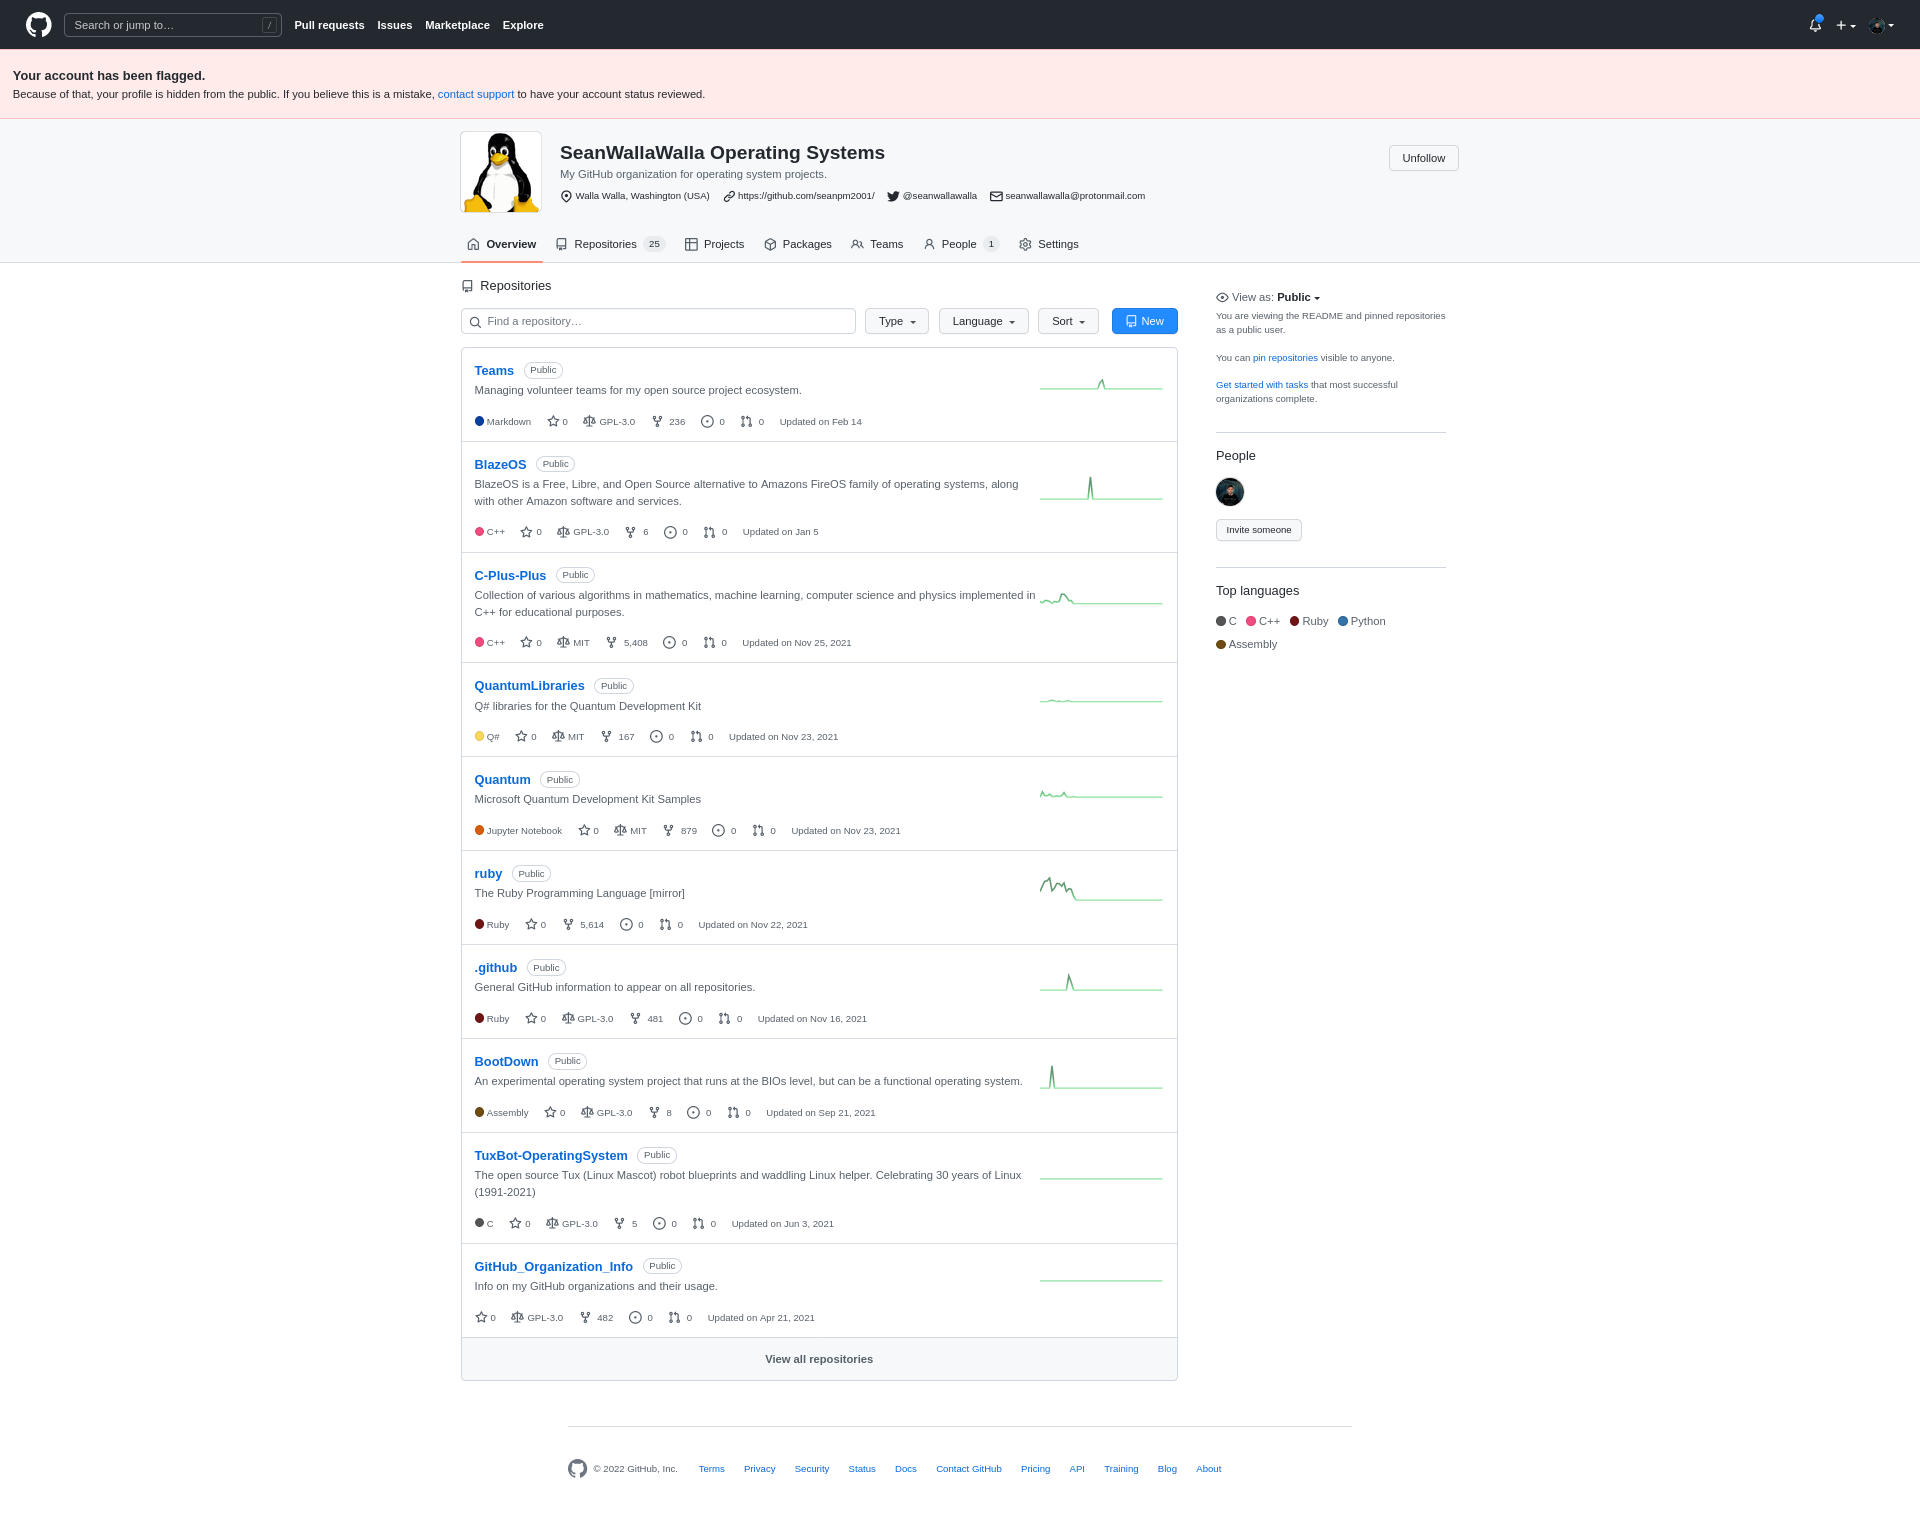 Search or jump to… /
Pull requests Issues Marketplace Explore
Your account has been flagged.
Because of that, your profile is hidden from the public. If you believe this is a mistake, contact support to have your account status reviewed.
SeanWallaWalla Operating Systems
Unfollow
My GitHub organization for operating system projects.
Walla Walla, Washington (USA) https://github.com/seanpm2001/ @seanwallawalla seanwallawalla@protonmail.com
Overview Repositories 25 Projects Packages Teams People 1 Settings
Repositories
Find a repository… Type Language Sort New
Teams Public
Managing volunteer teams for my open source project ecosystem.
Markdown 0 GPL-3.0 236 0 0 Updated on Feb 14
BlazeOS Public
BlazeOS is a Free, Libre, and Open Source alternative to Amazons FireOS family of operating systems, along
with other Amazon software and services.
C++ 0 GPL-3.0 6 0 0 Updated on Jan 5
C-Plus-Plus Public
Collection of various algorithms in mathematics, machine learning, computer science and physics implemented in
C++ for educational purposes.
C++ 0 MIT 5,408 0 0 Updated on Nov 25, 2021
QuantumLibraries Public
Q# libraries for the Quantum Development Kit
Q# 0 MIT 167 0 0 Updated on Nov 23, 2021
Quantum Public
Microsoft Quantum Development Kit Samples
Jupyter Notebook 0 MIT 879 0 0 Updated on Nov 23, 2021
ruby Public
The Ruby Programming Language [mirror]
Ruby 0 5,614 0 0 Updated on Nov 22, 2021
.github Public
General GitHub information to appear on all repositories.
Ruby 0 GPL-3.0 481 0 0 Updated on Nov 16, 2021
BootDown Public
An experimental operating system project that runs at the BIOs level, but can be a functional operating system.
Assembly 0 GPL-3.0 8 0 0 Updated on Sep 21, 2021
TuxBot-OperatingSystem Public
The open source Tux (Linux Mascot) robot blueprints and waddling Linux helper. Celebrating 30 years of Linux
(1991-2021)
C 0 GPL-3.0 5 0 0 Updated on Jun 3, 2021
GitHub_Organization_Info Public
Info on my GitHub organizations and their usage.
0 GPL-3.0 482 0 0 Updated on Apr 21, 2021
View all repositories
View as: Public
You are viewing the README and pinned repositories
as a public user.
You can pin repositories visible to anyone.
Get started with tasks that most successful
organizations complete.
People
Invite someone
Top languages
C C++ Ruby Python
Assembly
© 2022 GitHub, Inc. Terms Privacy Security Status Docs Contact GitHub Pricing API Training Blog About